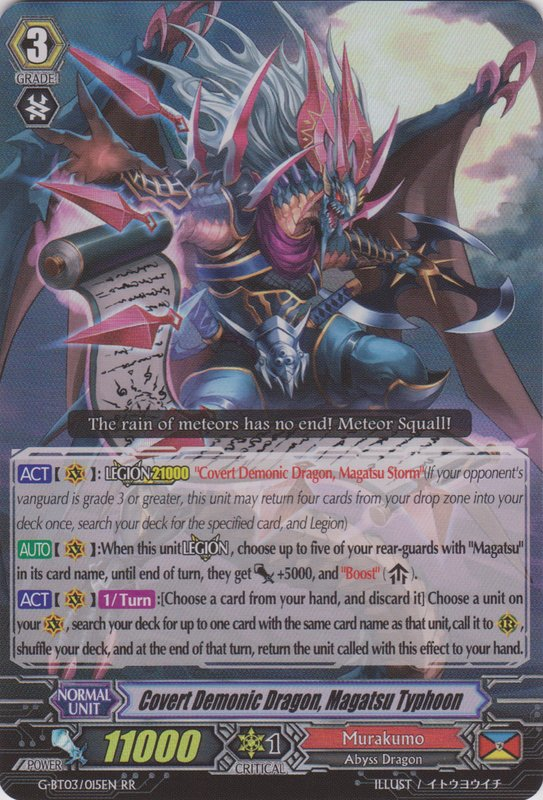 3
GRADE
The rain of meteors has no end! Meteor Squall!
ACT【 】:LEGION 21000 "Covert Demonic Dragon, Magatsu Storm"(If your opponent's
vanguard is grade 3 or greater, this unit may return four cards from your drop zone into your
deck once, search your deck for the specified card, and Legion)
AUTO【 】:When this unit LEGION, choose up to five of your rear-guards with "Magatsu"
in its card name, until end of turn, they get +5000, and "Boost" ( ).
ACT【 】1/Turn:[Choose a card from your hand, and discard it] Choose a unit on
your V, search your deck for up to one card with the same card name as that unit, call it to R,
shuffle your deck, and at the end of that turn, return the unit called with this effect to your hand.
NORMAL
UNIT
Covert Demonic Dragon, Magatsu Typhoon
POWER 11000
1
CRITICAL
Murakumo
Abyss Dragon
G-BT03/015EN RR
ILLUST / イトウヨウイチ